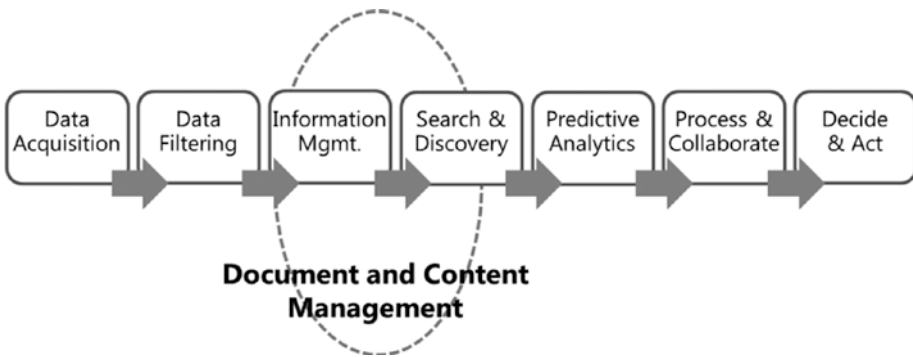 Data
Acquisition
Data
Filtering
Information
Mgmt.
Search &
Discovery
Predictive
Analytics
Process &
Collaborate
Decide
& Act
Document and Content
Management